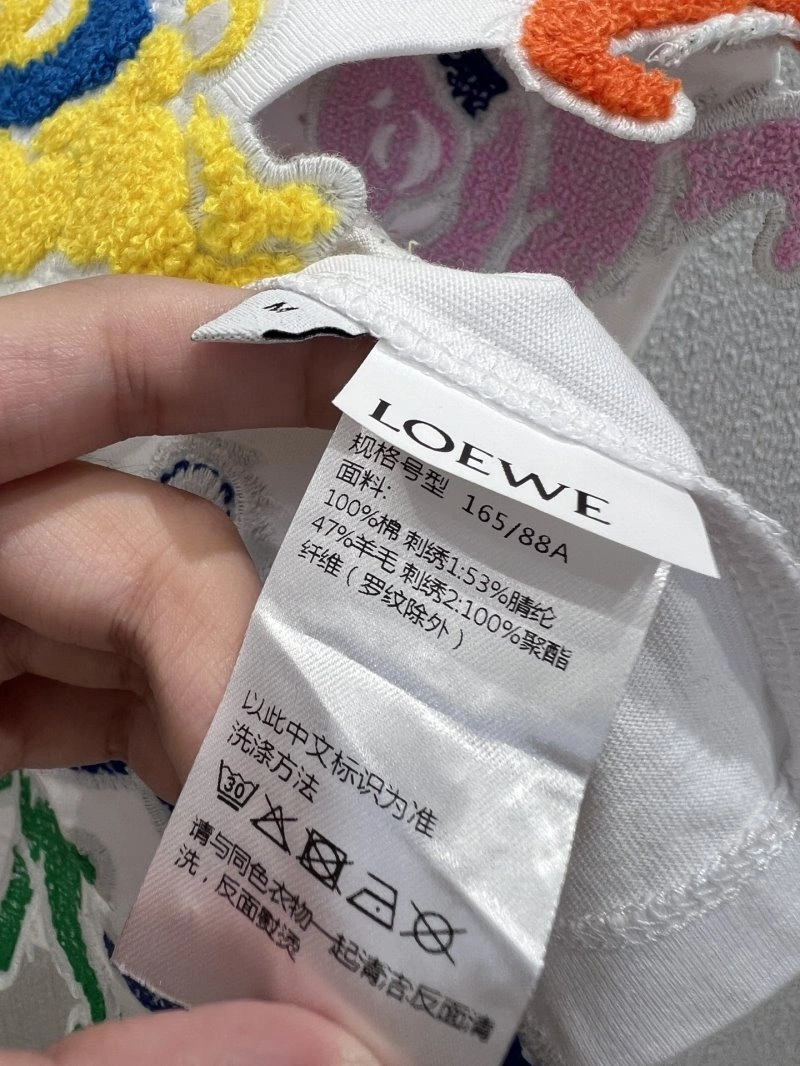 LOEWE
规格号型 165/88A
面料:
100%棉 刺绣1:53%腈纶
47%羊毛 刺绣2:100%聚酯
纤维（罗纹除外）
以此中文标识为准
洗涤方法
30
请与同色衣物一起清洁反面清
洗，反面熨烫